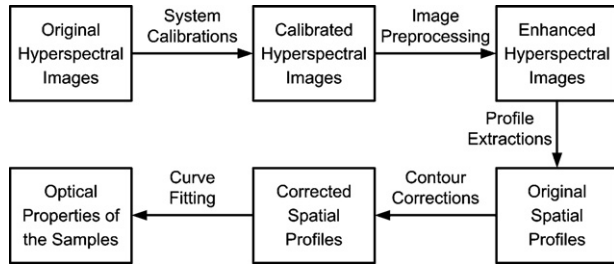 Original
Hyperspectral
Images
System
Calibrations
Calibrated
Hyperspectral
Images
Image
Preprocessing
Enhanced
Hyperspectral
Images
Profile
Extractions
Original
Spatial
Profiles
Contour
Corrections
Corrected
Spatial
Profiles
Curve
Fitting
Optical
Properties of
the Samples